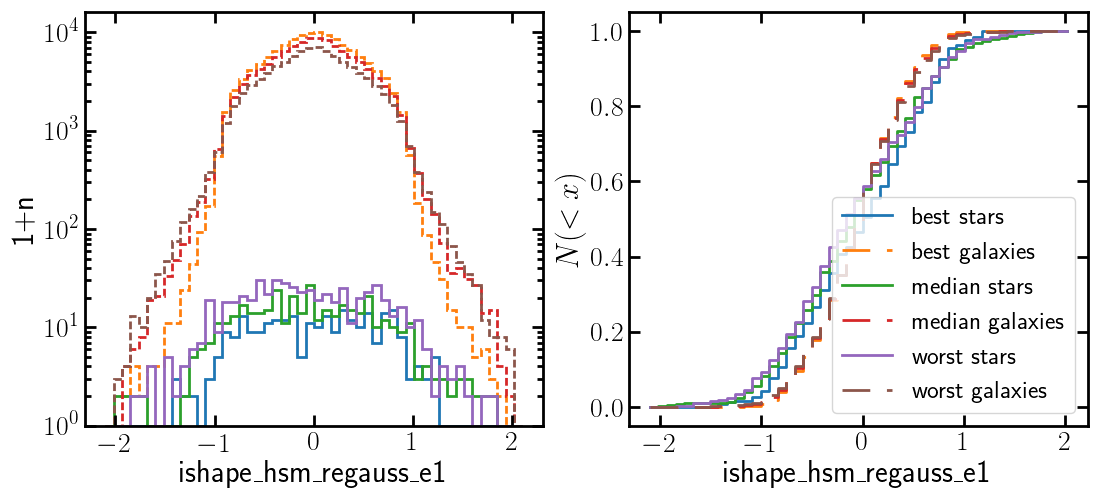 10^4
10^3
10^2
10^1
10^0
1+n
−2
−1
0
1
2
ishape_hsm_regauss_e1
1.0
0.8
0.6
0.4
0.2
0.0
N(< x)
best stars
best galaxies
median stars
median galaxies
worst stars
worst galaxies
−2
−1
0
1
2
ishape_hsm_regauss_e1